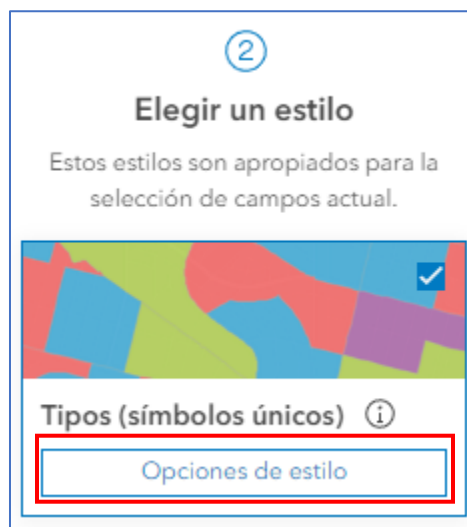 2
Elegir un estilo
Estos estilos son apropiados para la
selección de campos actual.
Tipos (símbolos únicos) i
Opciones de estilo